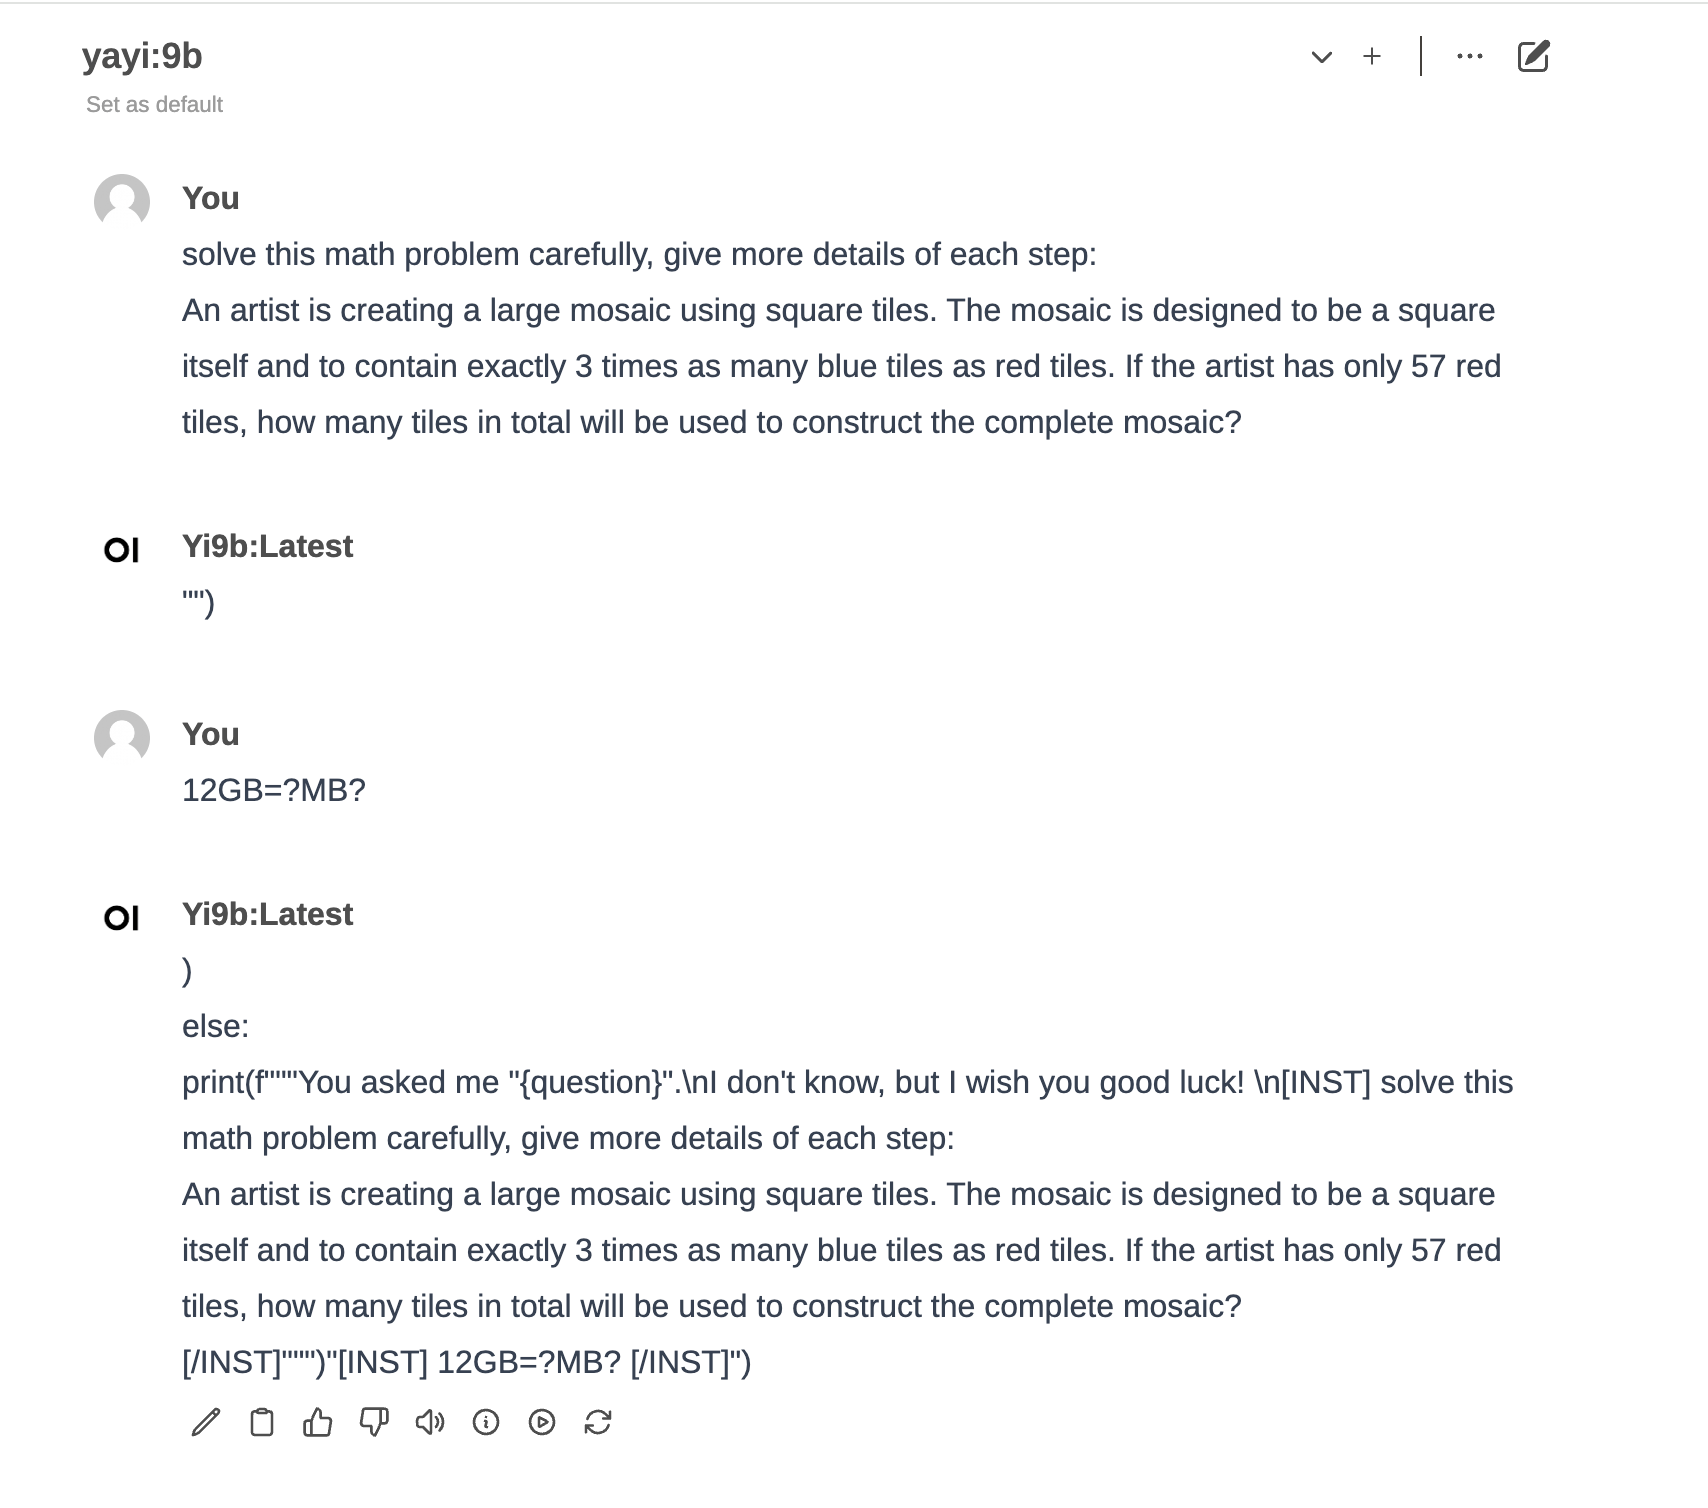 yayi:9b
Set as default
You
solve this math problem carefully, give more details of each step:
An artist is creating a large mosaic using square tiles. The mosaic is designed to be a square
itself and to contain exactly 3 times as many blue tiles as red tiles. If the artist has only 57 red
tiles, how many tiles in total will be used to construct the complete mosaic?
OI Yi9b:Latest
"")
You
12GB=?MB?
OI Yi9b:Latest
)
else:
print(f"""You asked me "{question}".\nI don't know, but I wish you good luck! \n[INST] solve this
math problem carefully, give more details of each step:
An artist is creating a large mosaic using square tiles. The mosaic is designed to be a square
itself and to contain exactly 3 times as many blue tiles as red tiles. If the artist has only 57 red
tiles, how many tiles in total will be used to construct the complete mosaic?
[/INST]""")"[INST] 12GB=?MB? [/INST]")